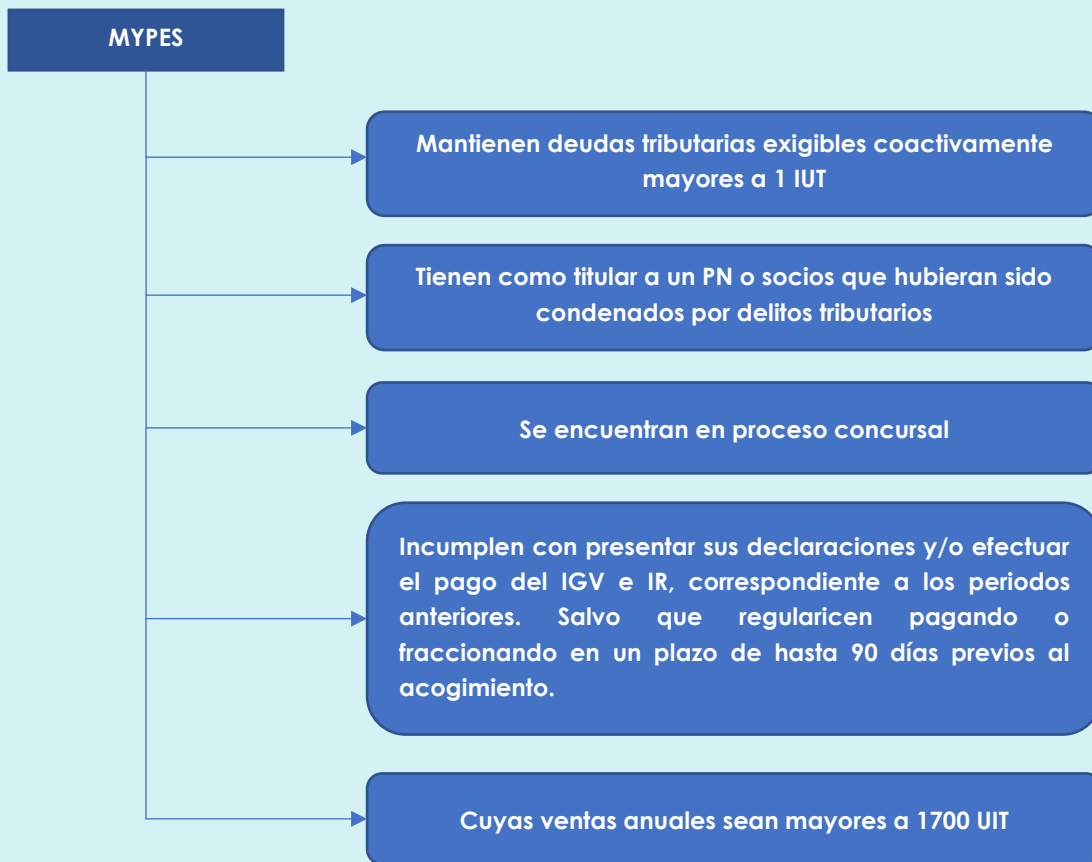 MYPES
Mantienen deudas tributarias exigibles coactivamente
mayores a 1 IUT
Tienen como titular a un PN o socios que hubieran sido
condenados por delitos tributarios
Se encuentran en proceso concursal
Incumplen con presentar sus declaraciones y/o efectuar
el pago del IGV e IR, correspondiente a los periodos
anteriores. Salvo que regularicen pagando o
fraccionando en un plazo de hasta 90 días previos al
acogimiento.
Cuyas ventas anuales sean mayores a 1700 UIT